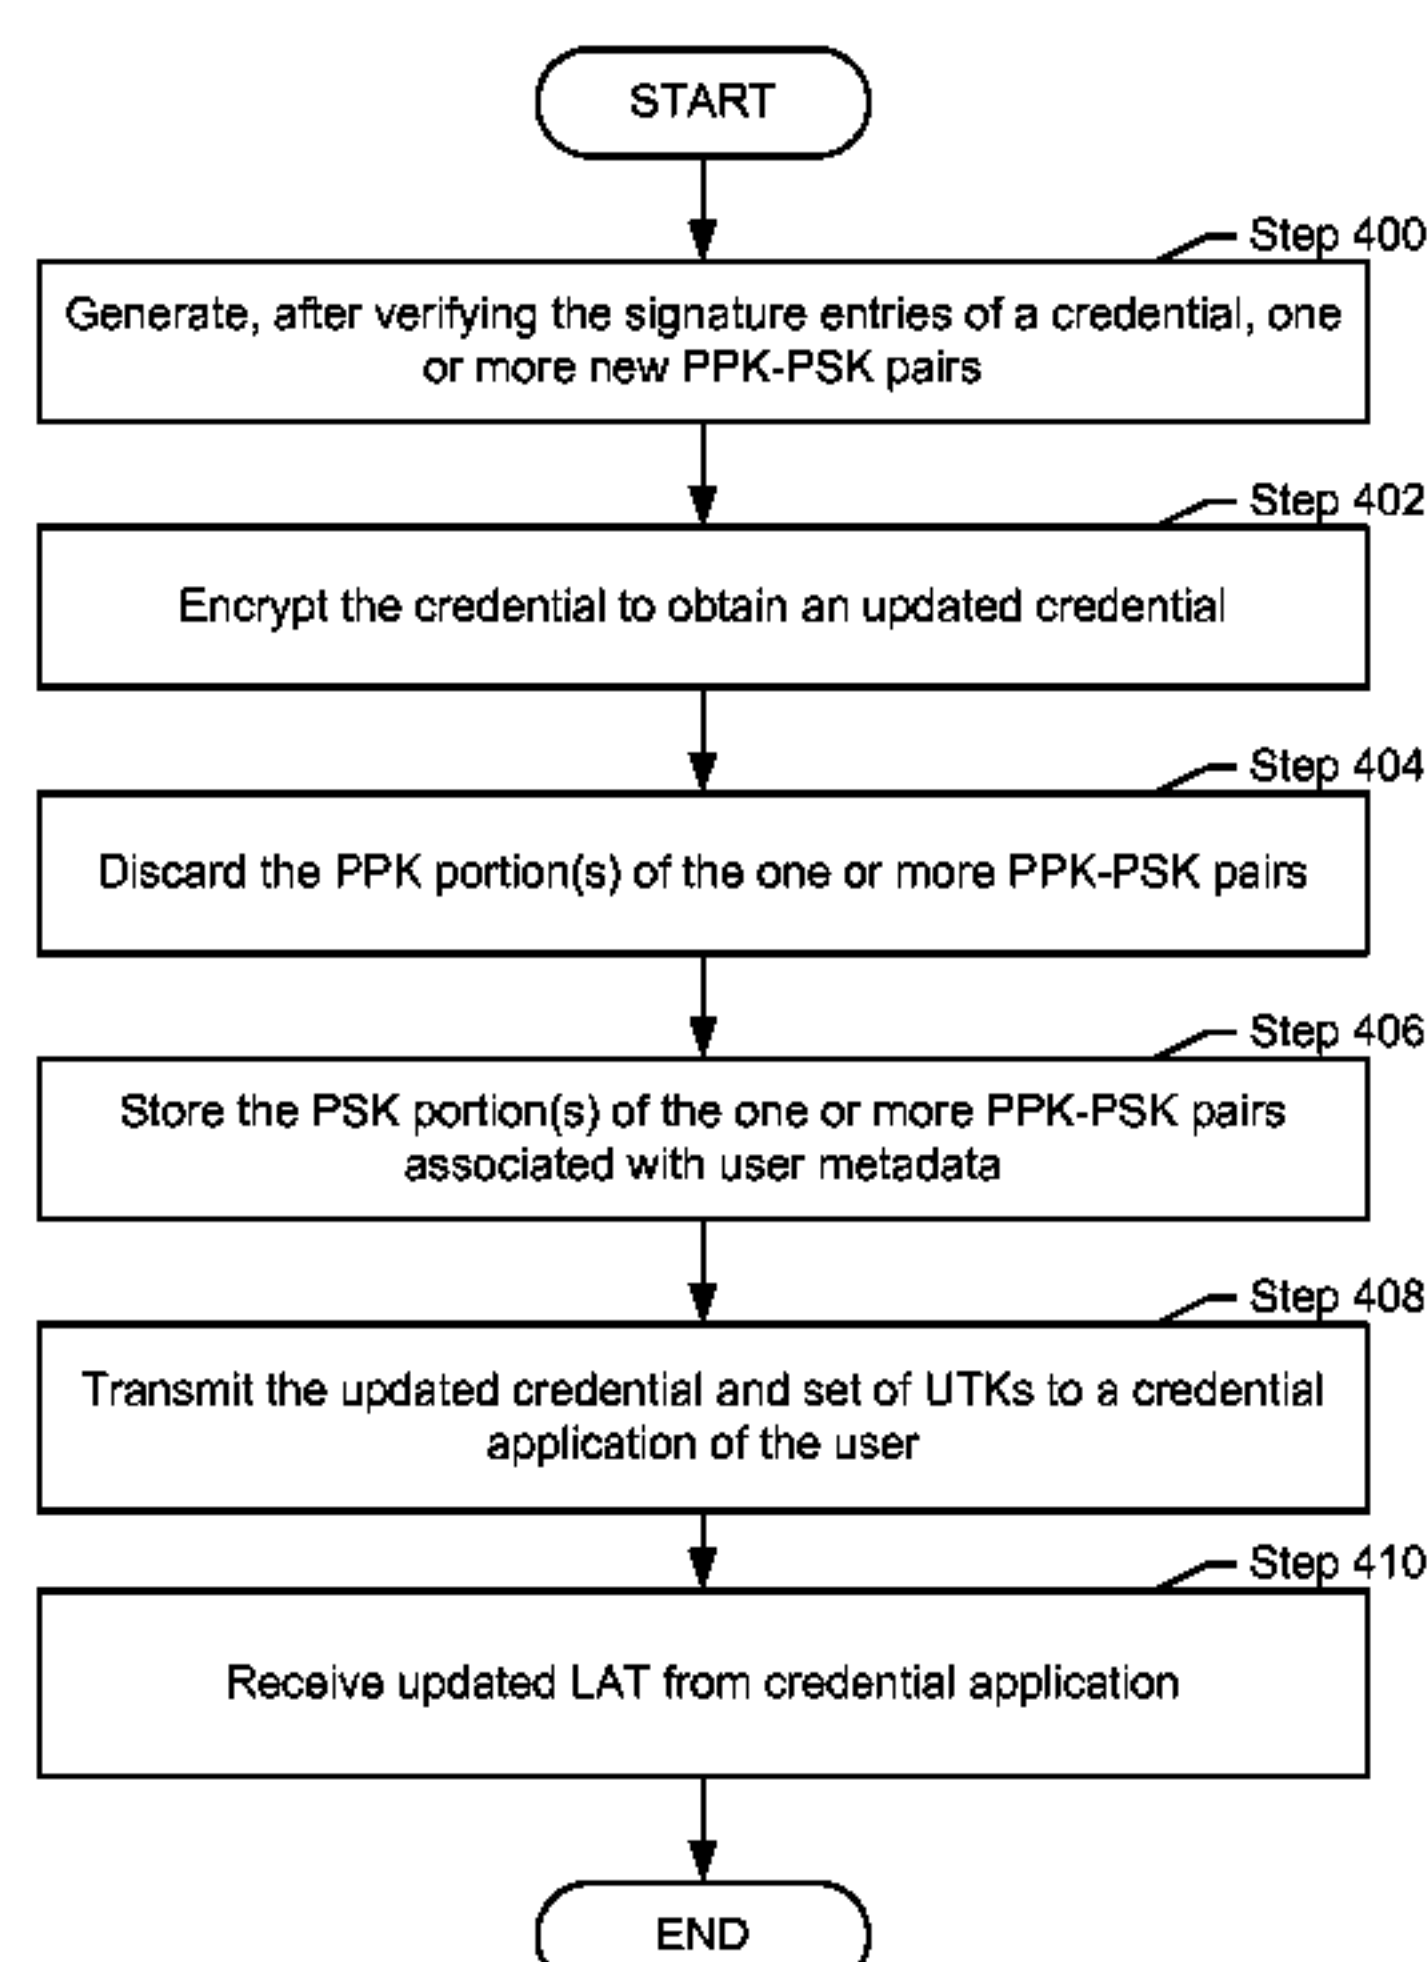 START
Step 400
Generate, after verifying the signature entries of a credential, one
or more new PPK-PSK pairs
Step 402
Encrypt the credential to obtain an updated credential
Step 404
Discard the PPK portion(s) of the one or more PPK-PSK pairs
Step 406
Store the PSK portion(s) of the one or more PPK-PSK pairs
associated with user metadata
Step 408
Transmit the updated credential and set of UTKs to a credential
application of the user
Step 410
Receive updated LAT from credential application
END